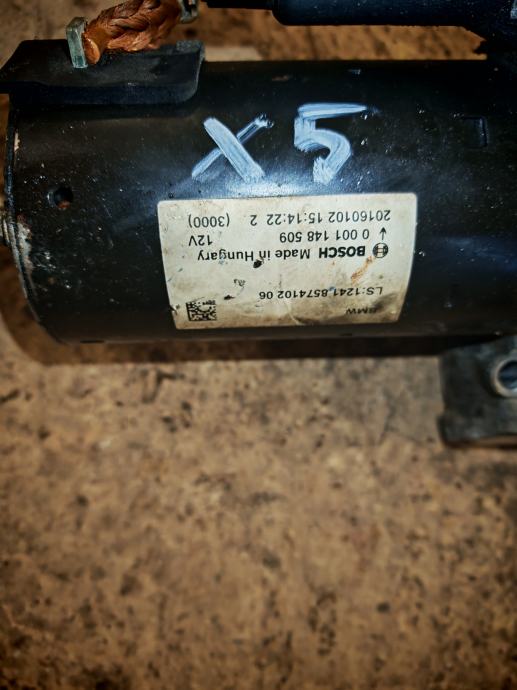 X5
BMW
LS:1241.8574102 06
BOSCH Made in Hungary
0 001 148 509 12V
20160102 15:14:22 2 (3000)